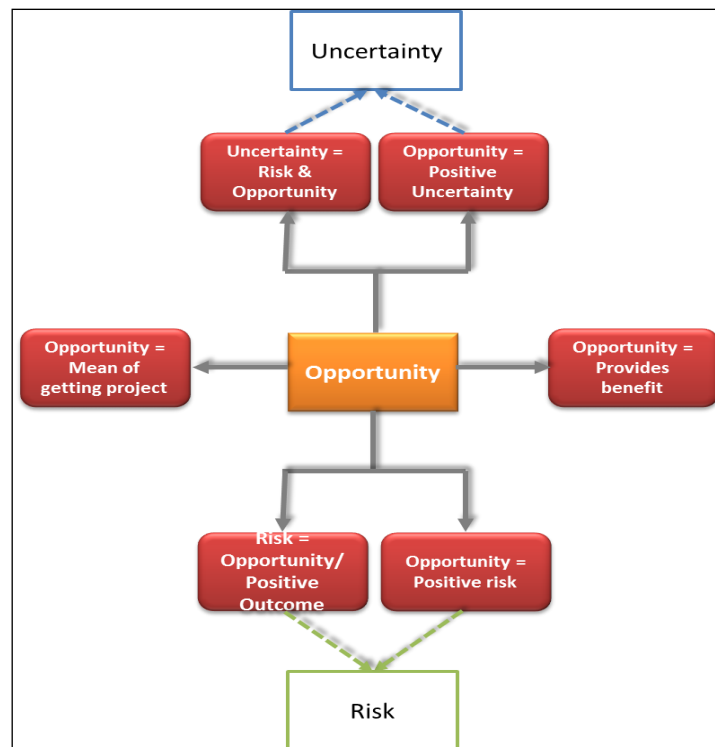 Uncertainty
Uncertainty =
Risk &
Opportunity
Opportunity =
Positive
Uncertainty
Opportunity =
Mean of
getting project
Opportunity
Opportunity =
Provides
benefit
Risk =
Opportunity/
Positive
Outcome
Opportunity =
Positive risk
Risk